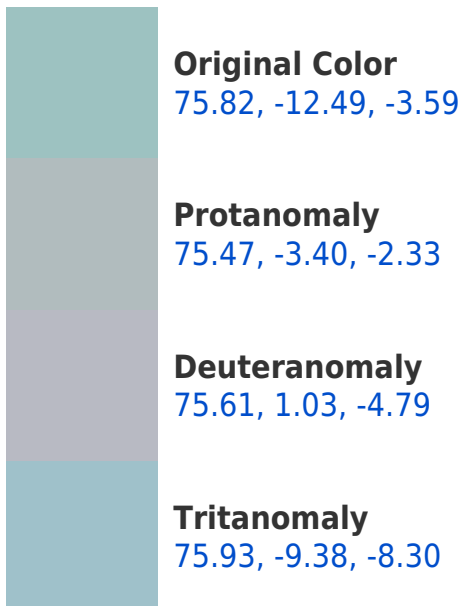 Original Color
75.82, -12.49, -3.59
Protanomaly
75.47, -3.40, -2.33
Deuteranomaly
75.61, 1.03, -4.79
Tritanomaly
75.93, -9.38, -8.30